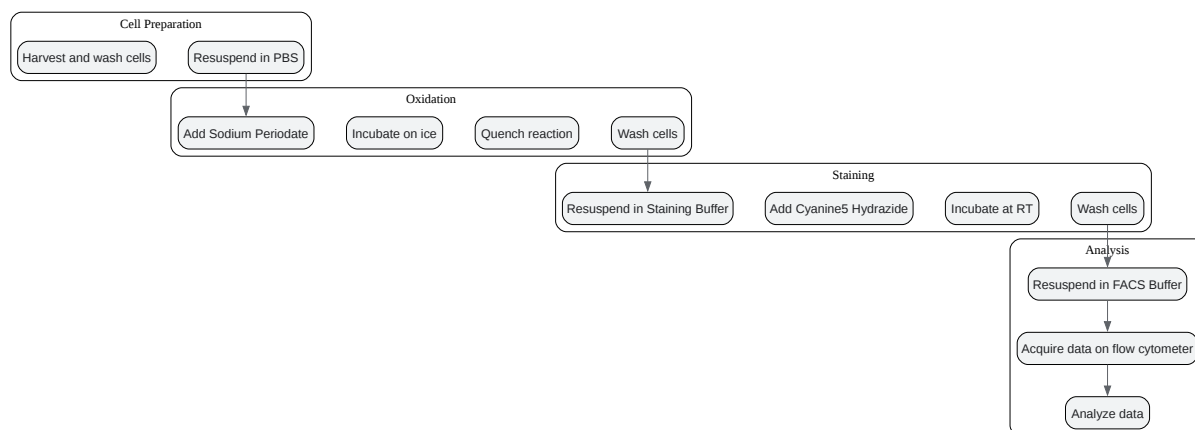 Cell Preparation
Harvest and wash cells
Resuspend in PBS
Oxidation
Add Sodium Periodate
Incubate on ice
Quench reaction
Wash cells
Staining
Resuspend in Staining Buffer
Add Cyanine5 Hydrazide
Incubate at RT
Wash cells
Analysis
Resuspend in FACS Buffer
Acquire data on flow cytometer
Analyze data